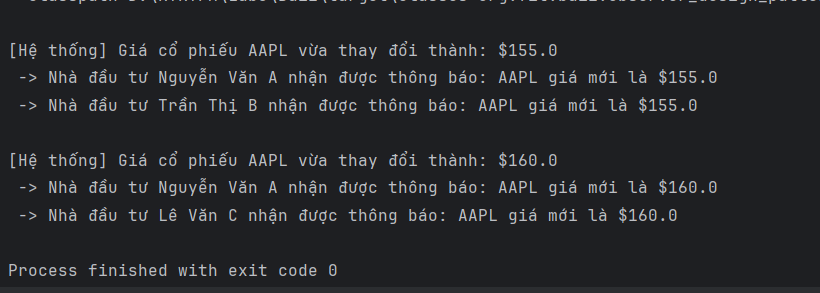 [Hệ thống] Giá cổ phiếu AAPL vừa thay đổi thành: $155.0
-> Nhà đầu tư Nguyễn Văn A nhận được thông báo: AAPL giá mới là $155.0
-> Nhà đầu tư Trần Thị B nhận được thông báo: AAPL giá mới là $155.0
[Hệ thống] Giá cổ phiếu AAPL vừa thay đổi thành: $160.0
-> Nhà đầu tư Nguyễn Văn A nhận được thông báo: AAPL giá mới là $160.0
-> Nhà đầu tư Lê Văn C nhận được thông báo: AAPL giá mới là $160.0
Process finished with exit code 0